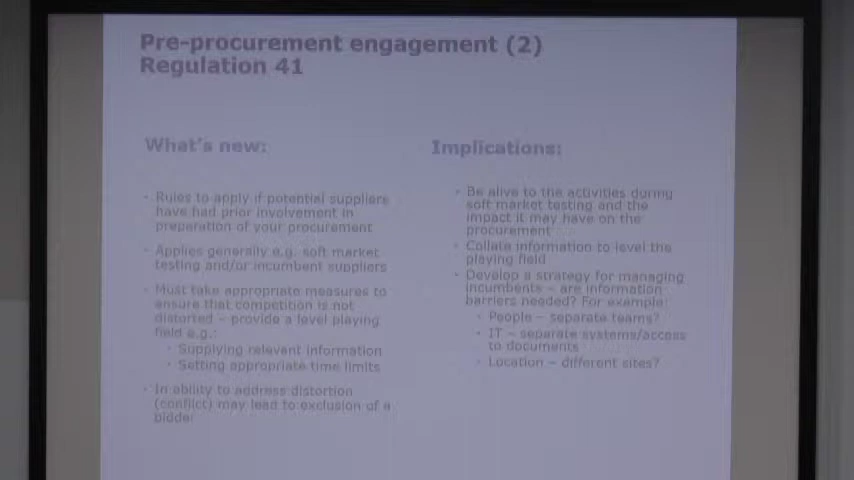 Pre-procurement engagement (2)
Regulation 41
What's new:
- Rules to apply if potential suppliers
have had prior involvement in
preparation of your procurement
- Applies generally e.g. soft market
testing and/or incumbent suppliers
- Must take appropriate measures to
ensure that competition is not
distorted – provide a level playing
field e.g.:
- Supplying relevant information
- Setting appropriate time limits
- In ability to address distortion
(conflict) may lead to exclusion of a
bidder
Implications:
- Be alive to the activities during
soft market testing and the
impact it may have on the
procurement
- Collate information to level the
playing field
- Develop a strategy for managing
incumbents – are information
barriers needed? For example:
- People – separate teams?
- IT – separate systems/access
to documents
- Location – different sites?